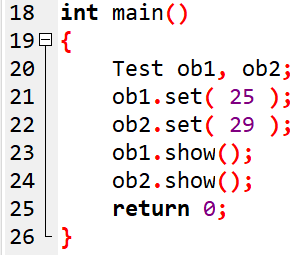 18 int main()
19 {
20 Test ob1, ob2;
21 ob1.set( 25 );
22 ob2.set( 29 );
23 ob1.show();
24 ob2.show();
25 return 0;
26 }